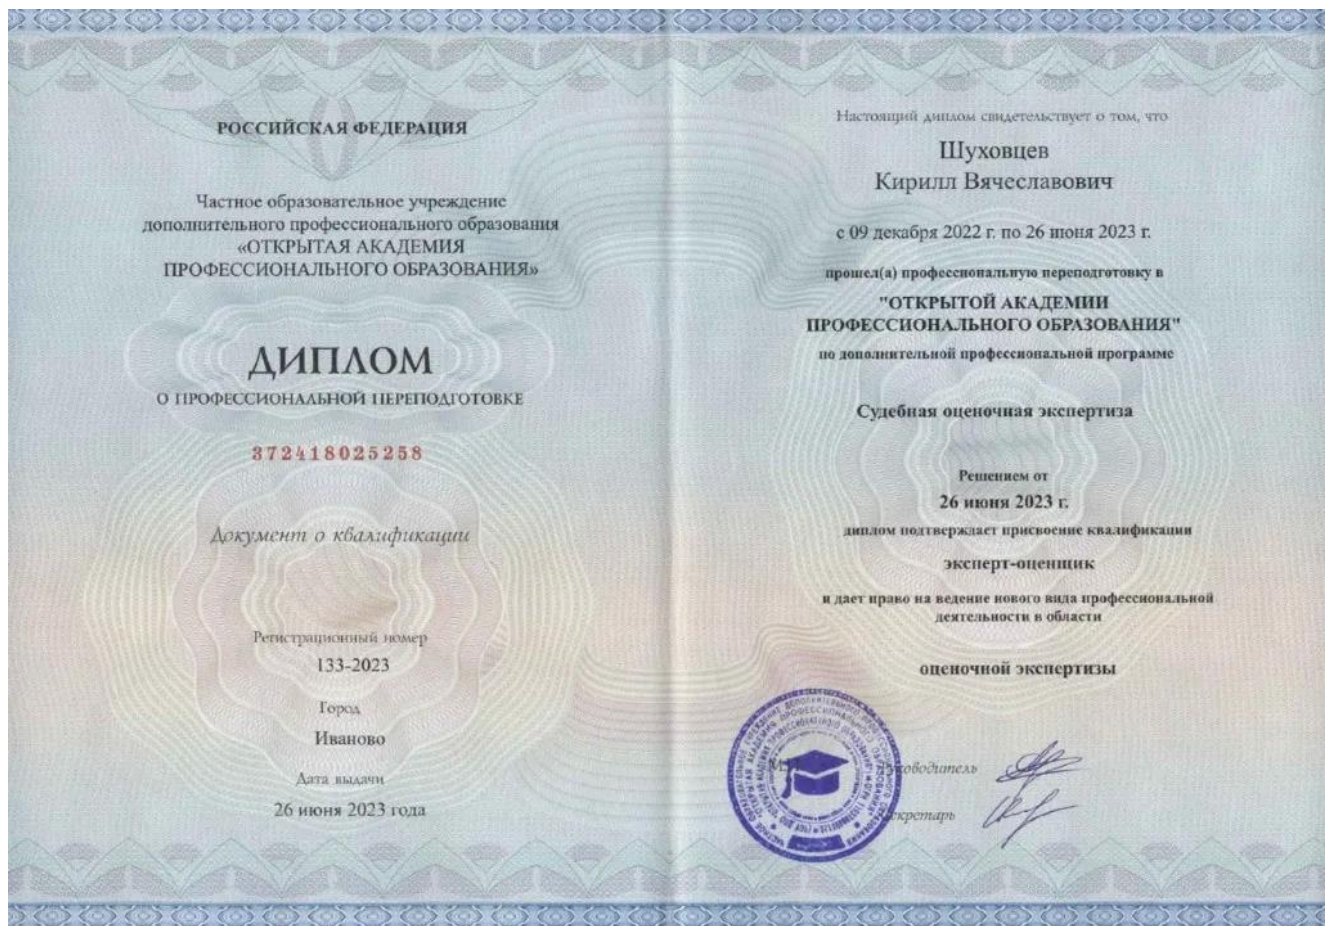 РОССИЙСКАЯ ФЕДЕРАЦИЯ
Частное образовательное учреждение
дополнительного профессионального образования
«ОТКРЫТАЯ АКАДЕМИЯ
ПРОФЕССИОНАЛЬНОГО ОБРАЗОВАНИЯ»
ДИПЛОМ
О ПРОФЕССИОНАЛЬНОЙ ПЕРЕПОДГОТОВКЕ
372418025258
Документ о квалификации
Регистрационный номер
133-2023
Город
Иваново
Дата выдачи
26 июня 2023 года
Настоящий диплом свидетельствует о том, что
Шуховцев
Кирилл Вячеславович
с 09 декабря 2022 г. по 26 июня 2023 г.
прошел(а) профессиональную переподготовку в
"ОТКРЫТОЙ АКАДЕМИИ
ПРОФЕССИОНАЛЬНОГО ОБРАЗОВАНИЯ"
по дополнительной профессиональной программе
Судебная оценочная экспертиза
Решением от
26 июня 2023 г.
диплом подтверждает присвоение квалификации
эксперт-оценщик
и дает право на ведение нового вида профессиональной
деятельности в области
оценочной экспертизы
Руководитель
Секретарь